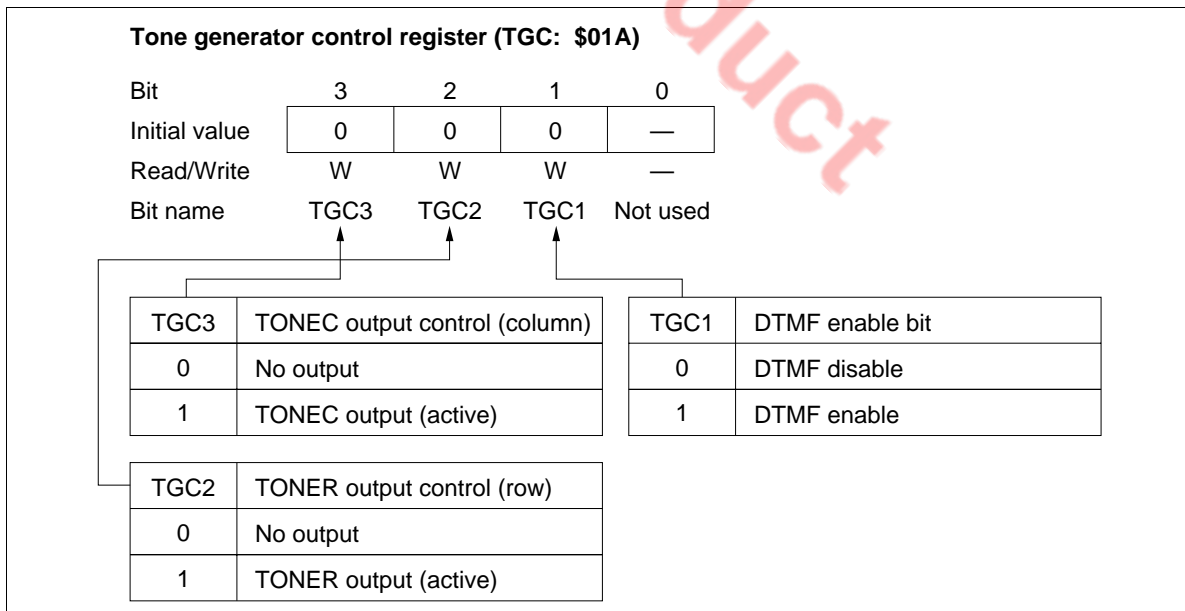 Tone generator control register (TGC: $01A)
Bit 3 2 1 0
Initial value 0 0 0 —
Read/Write W W W —
Bit name TGC3 TGC2 TGC1 Not used
TGC3 TONEC output control (column)
0 No output
1 TONEC output (active)
TGC1 DTMF enable bit
0 DTMF disable
1 DTMF enable
TGC2 TONER output control (row)
0 No output
1 TONER output (active)
duct